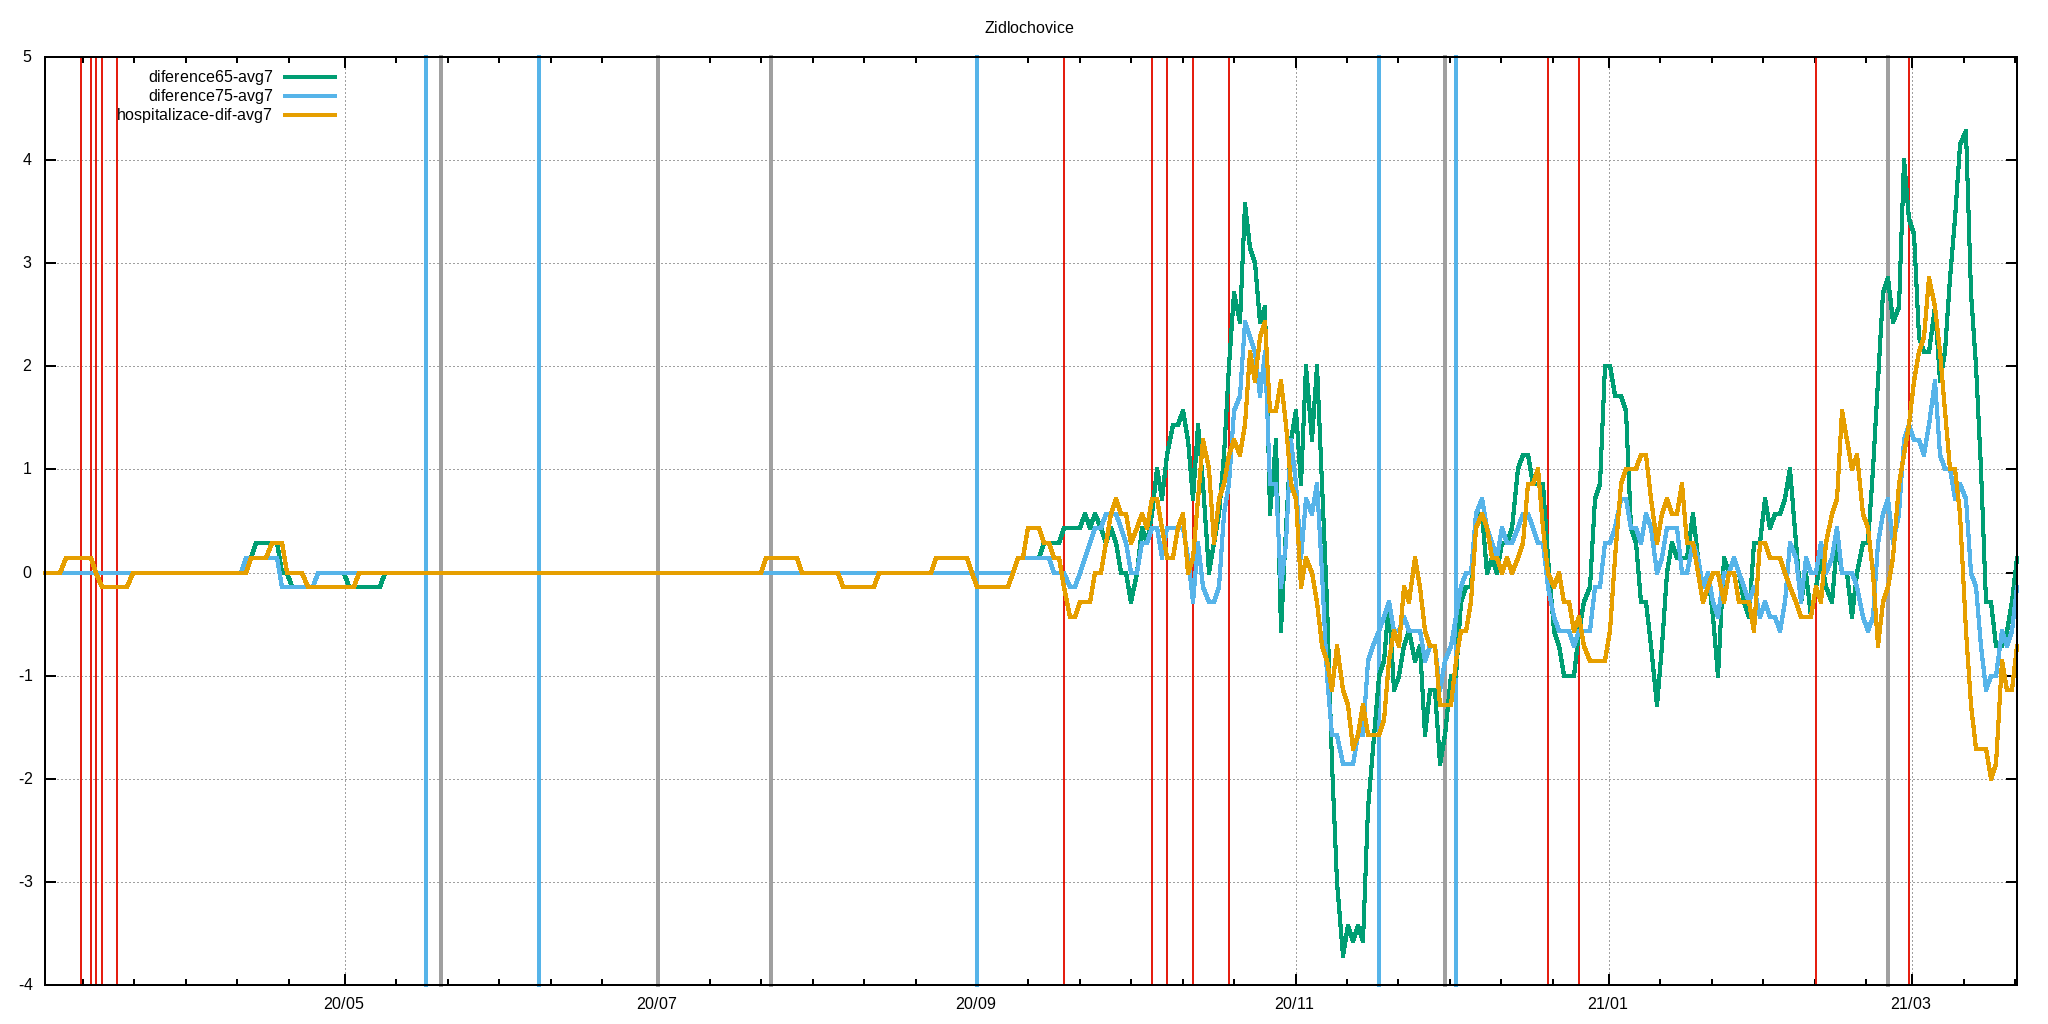 Zidlochovice
5
diference65-avg7
diference75-avg7
hospitalizace-dif-avg7
4
3
2
1
0
-1
-2
-3
-4
20/05 20/07 20/09 20/11 21/01 21/03